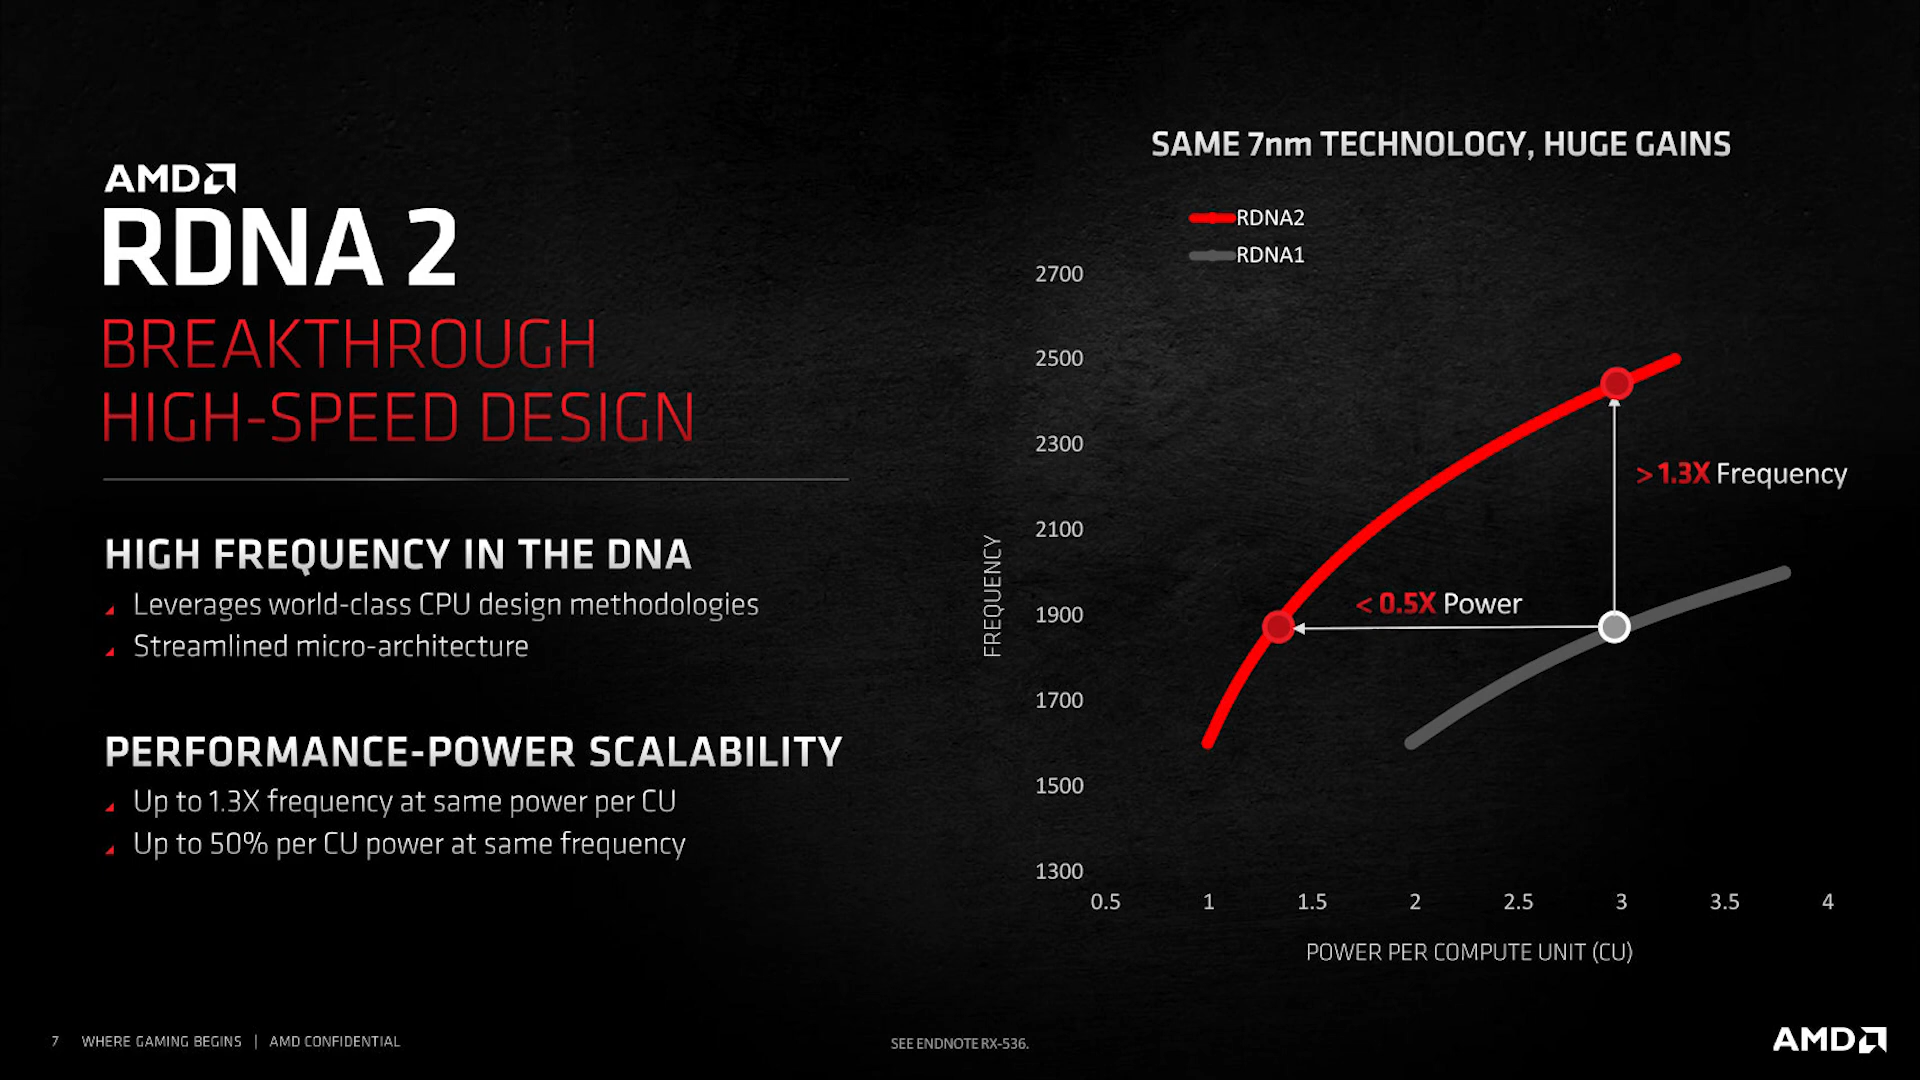 AMD
RDNA 2
BREAKTHROUGH
HIGH-SPEED DESIGN
HIGH FREQUENCY IN THE DNA
Leverages world-class CPU design methodologies
Streamlined micro-architecture
PERFORMANCE-POWER SCALABILITY
Up to 1.3X frequency at same power per CU
Up to 50% per CU power at same frequency
SAME 7nm TECHNOLOGY, HUGE GAINS
RDNA2
RDNA1
2700
2500
2300
2100
1900
1700
1500
1300
FREQUENCY
> 1.3X Frequency
< 0.5X Power
0.5 1 1.5 2 2.5 3 3.5 4
POWER PER COMPUTE UNIT (CU)
7 WHERE GAMING BEGINS | AMD CONFIDENTIAL
SEE ENDNOTE RX-536.
AMD